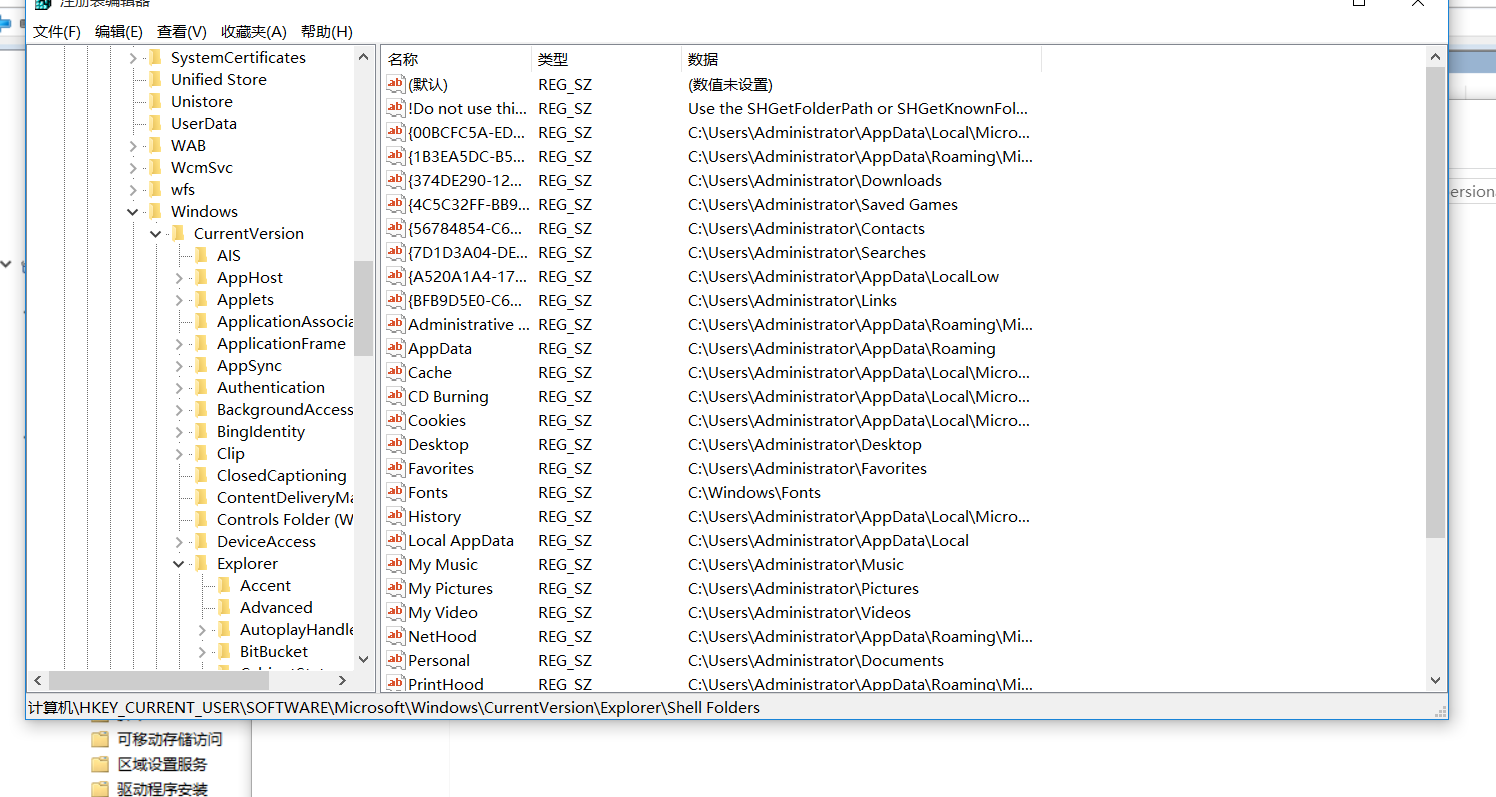 注册表编辑器
文件(F) 编辑(E) 查看(V) 收藏夹(A) 帮助(H)
SystemCertificates
Unified Store
Unistore
UserData
WAB
WcmSvc
wfs
Windows
CurrentVersion
AIS
AppHost
Applets
ApplicationAssocia
ApplicationFrame
AppSync
Authentication
BackgroundAccess
BingIdentity
Clip
ClosedCaptioning
ContentDeliveryMa
Controls Folder (W
DeviceAccess
Explorer
Accent
Advanced
AutoplayHandle
BitBucket
名称 类型 数据
(默认) REG_SZ (数值未设置)
!Do not use thi... REG_SZ Use the SHGetFolderPath or SHGetKnownFol...
{00BCFC5A-ED... REG_SZ C:\Users\Administrator\AppData\Local\Micro...
{1B3EA5DC-B5... REG_SZ C:\Users\Administrator\AppData\Roaming\Mi...
{374DE290-12... REG_SZ C:\Users\Administrator\Downloads
{4C5C32FF-BB9... REG_SZ C:\Users\Administrator\Saved Games
{56784854-C6... REG_SZ C:\Users\Administrator\Contacts
{7D1D3A04-DE... REG_SZ C:\Users\Administrator\Searches
{A520A1A4-17... REG_SZ C:\Users\Administrator\AppData\LocalLow
{BFB9D5E0-C6... REG_SZ C:\Users\Administrator\Links
Administrative ... REG_SZ C:\Users\Administrator\AppData\Roaming\Mi...
AppData REG_SZ C:\Users\Administrator\AppData\Roaming
Cache REG_SZ C:\Users\Administrator\AppData\Local\Micro...
CD Burning REG_SZ C:\Users\Administrator\AppData\Local\Micro...
Cookies REG_SZ C:\Users\Administrator\AppData\Local\Micro...
Desktop REG_SZ C:\Users\Administrator\Desktop
Favorites REG_SZ C:\Users\Administrator\Favorites
Fonts REG_SZ C:\Windows\Fonts
History REG_SZ C:\Users\Administrator\AppData\Local\Micro...
Local AppData REG_SZ C:\Users\Administrator\AppData\Local
My Music REG_SZ C:\Users\Administrator\Music
My Pictures REG_SZ C:\Users\Administrator\Pictures
My Video REG_SZ C:\Users\Administrator\Videos
NetHood REG_SZ C:\Users\Administrator\AppData\Roaming\Mi...
Personal REG_SZ C:\Users\Administrator\Documents
PrintHood REG_SZ C:\Users\Administrator\AppData\Roaming\Mi...
ersion
计算机\HKEY_CURRENT_USER\SOFTWARE\Microsoft\Windows\CurrentVersion\Explorer\Shell Folders
可移动存储访问
区域设置服务
驱动程序安装